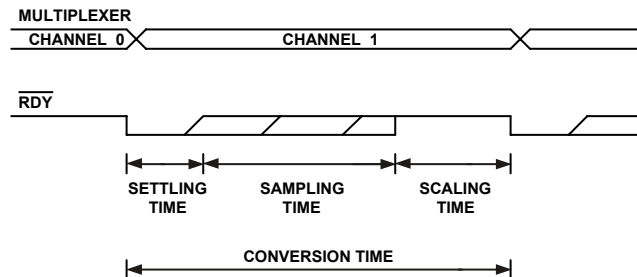 MULTIPLEXER
CHANNEL 0 CHANNEL 1
RDY
SETTLING TIME
SAMPLING TIME
SCALING TIME
CONVERSION TIME